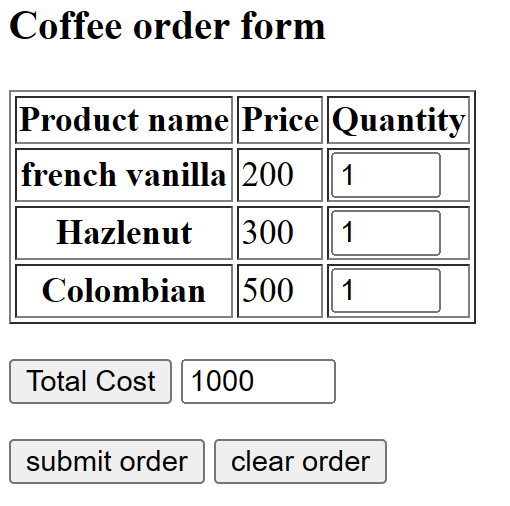 Coffee order form
Product name Price Quantity
french vanilla 200 1
Hazlenut 300 1
Colombian 500 1
Total Cost 1000
submit order clear order